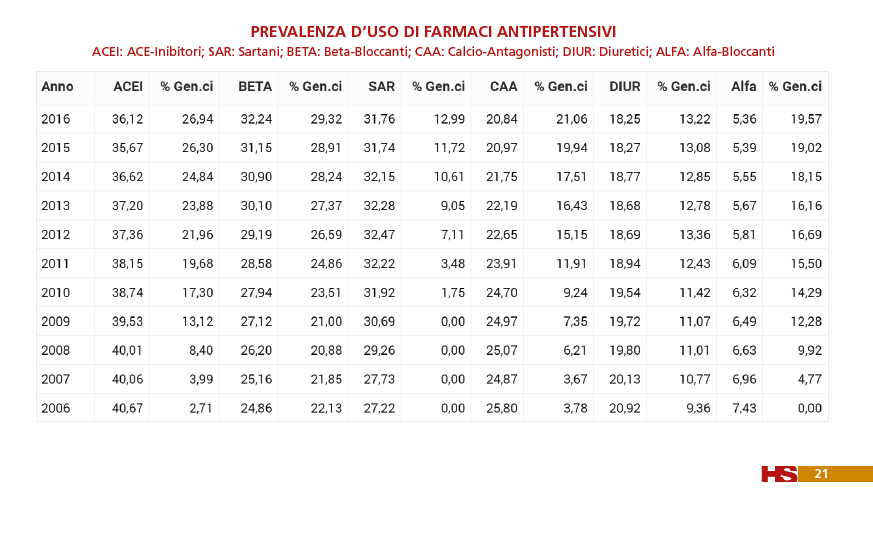 PREVALENZA D’USO DI FARMACI ANTIPERTENSIVI
ACEI: ACE-Inibitori; SAR: Sartani; BETA: Beta-Bloccanti; CAA: Calcio-Antagonisti; DIUR: Diuretici; ALFA: Alfa-Bloccanti
Anno ACEI % Gen.ci BETA % Gen.ci SAR % Gen.ci CAA % Gen.ci DIUR % Gen.ci Alfa % Gen.ci
2016 36,12 26,94 32,24 29,32 31,76 12,99 20,84 21,06 18,25 13,22 5,36 19,57
2015 35,67 26,30 31,15 28,91 31,74 11,72 20,97 19,94 18,27 13,08 5,39 19,02
2014 36,62 24,84 30,90 28,24 32,15 10,61 21,75 17,51 18,77 12,85 5,55 18,15
2013 37,20 23,88 30,10 27,37 32,28 9,05 22,19 16,43 18,68 12,78 5,67 16,16
2012 37,36 21,96 29,19 26,59 32,47 7,11 22,65 15,15 18,69 13,36 5,81 16,69
2011 38,15 19,68 28,58 24,86 32,22 3,48 23,91 11,91 18,94 12,43 6,09 15,50
2010 38,74 17,30 27,94 23,51 31,92 1,75 24,70 9,24 19,54 11,42 6,32 14,29
2009 39,53 13,12 27,12 21,00 30,69 0,00 24,97 7,35 19,72 11,07 6,49 12,28
2008 40,01 8,40 26,20 20,88 29,26 0,00 25,07 6,21 19,80 11,01 6,63 9,92
2007 40,06 3,99 25,16 21,85 27,73 0,00 24,87 3,67 20,13 10,77 6,96 4,77
2006 40,67 2,71 24,86 22,13 27,22 0,00 25,80 3,78 20,92 9,36 7,43 0,00
HS 21